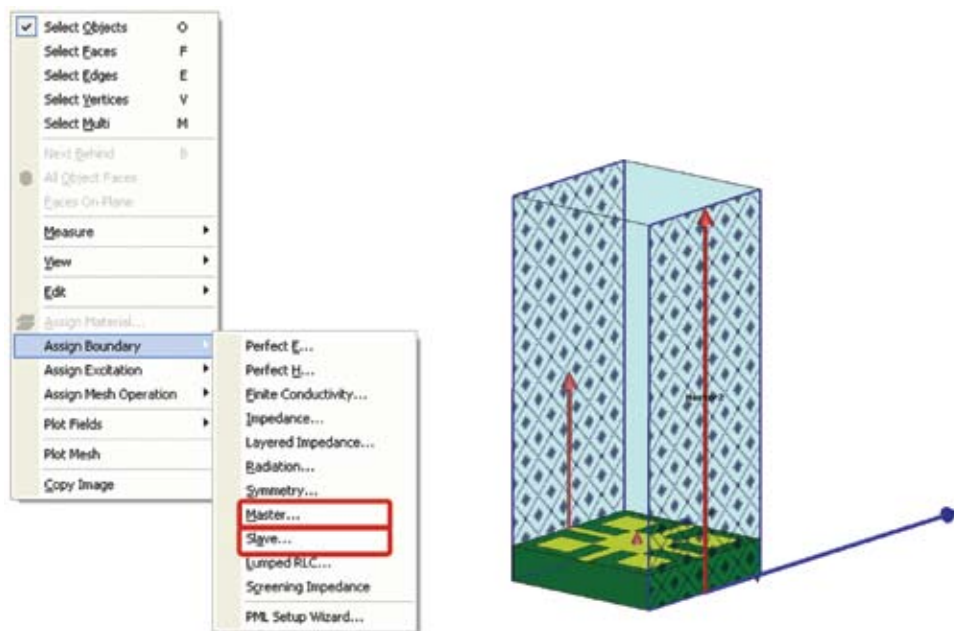 Select Objects O
Select Faces F
Select Edges E
Select Vertices V
Select Multi M
Next Behind B
All Object Faces
Faces On-Plane
Measure
View
Edit
Assign Material...
Assign Boundary
Assign Excitation
Assign Mesh Operation
Plot Fields
Plot Mesh
Copy Image
Perfect E...
Perfect H...
Finite Conductivity...
Impedance...
Layered Impedance...
Radiation...
Symmetry...
Master...
Slave...
Lumped RLC...
Screening Impedance
PML Setup Wizard...